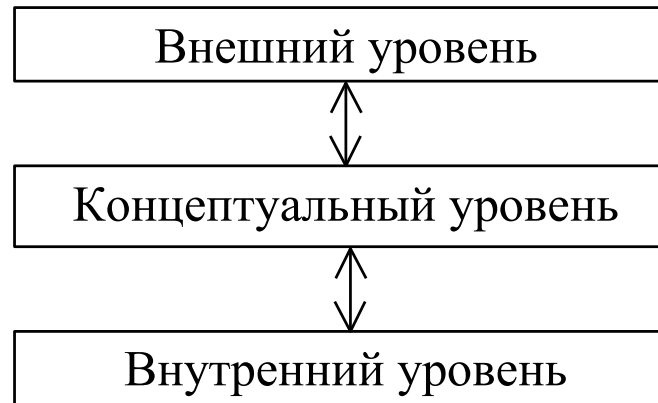 Внешний уровень
Концептуальный уровень
Внутренний уровень